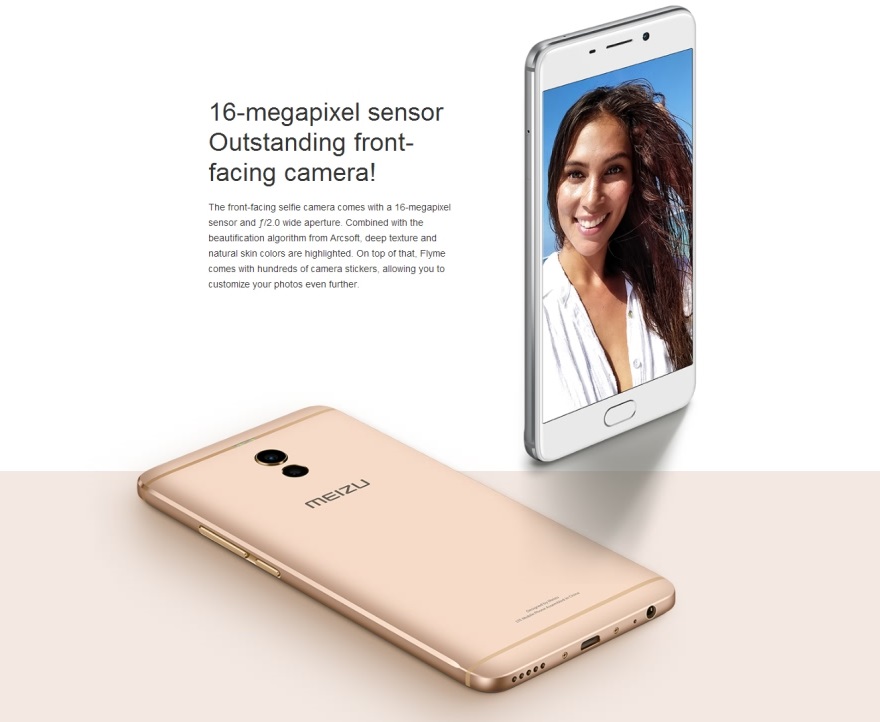 16-megapixel sensor
Outstanding front-
facing camera!
The front-facing selfie camera comes with a 16-megapixel
sensor and ƒ/2.0 wide aperture. Combined with the
beautification algorithm from Arcsoft, deep texture and
natural skin colors are highlighted. On top of that, Flyme
comes with hundreds of camera stickers, allowing you to
customize your photos even further.
MEIZU
Designed by Meizu